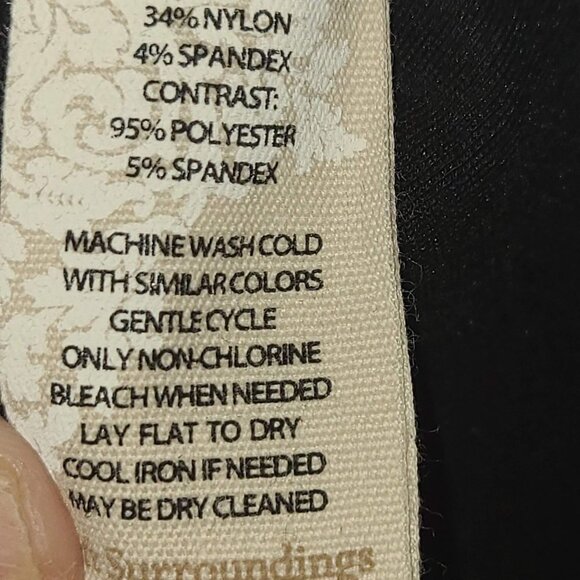 34% NYLON
4% SPANDEX
CONTRAST:
95% POLYESTER
5% SPANDEX
MACHINE WASH COLD
WITH SIMILAR COLORS
GENTLE CYCLE
ONLY NON-CHLORINE
BLEACH WHEN NEEDED
LAY FLAT TO DRY
COOL IRON IF NEEDED
MAY BE DRY CLEANED
Surroundings